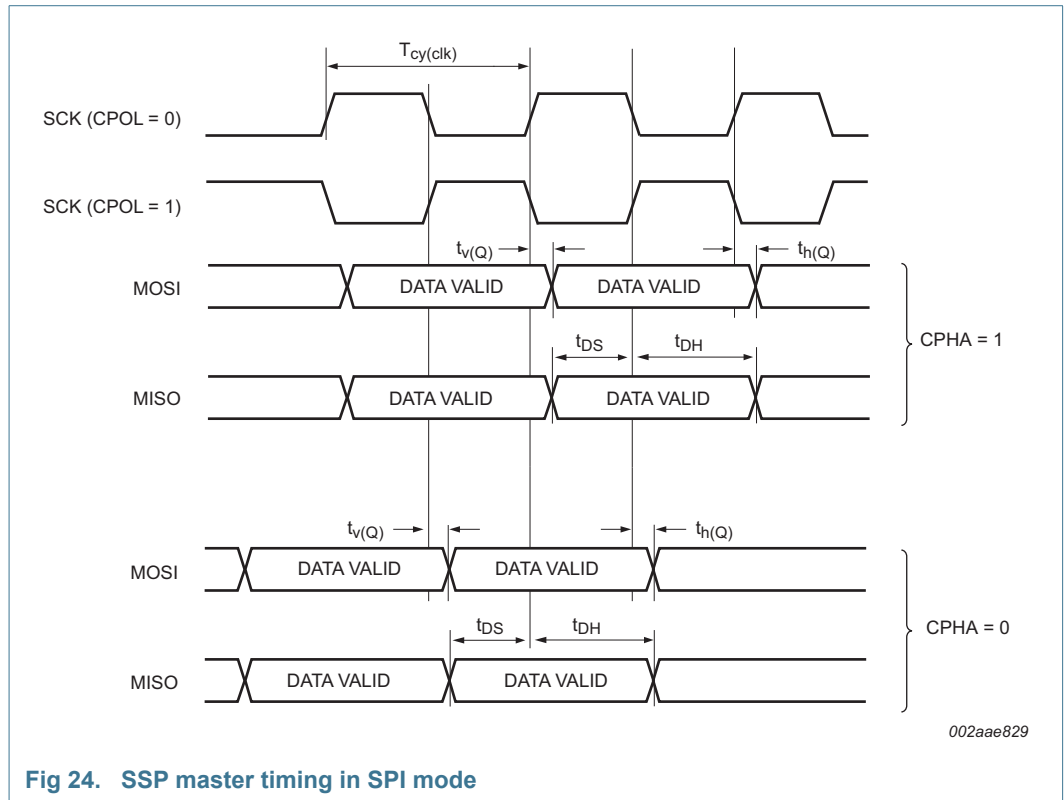 Tcy(clk)
SCK (CPOL = 0)
SCK (CPOL = 1)
tv(Q)
th(Q)
MOSI
DATA VALID
DATA VALID
tDS
tDH
CPHA = 1
MISO
DATA VALID
DATA VALID
tv(Q)
th(Q)
MOSI
DATA VALID
DATA VALID
tDS
tDH
CPHA = 0
MISO
DATA VALID
DATA VALID
002aae829
Fig 24. SSP master timing in SPI mode